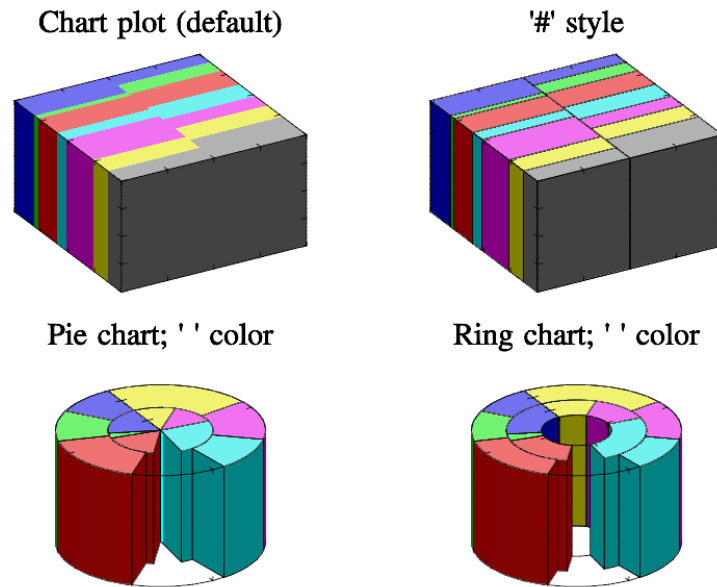 Chart plot (default)
'#' style
Pie chart; ' ' color
Ring chart; ' ' color